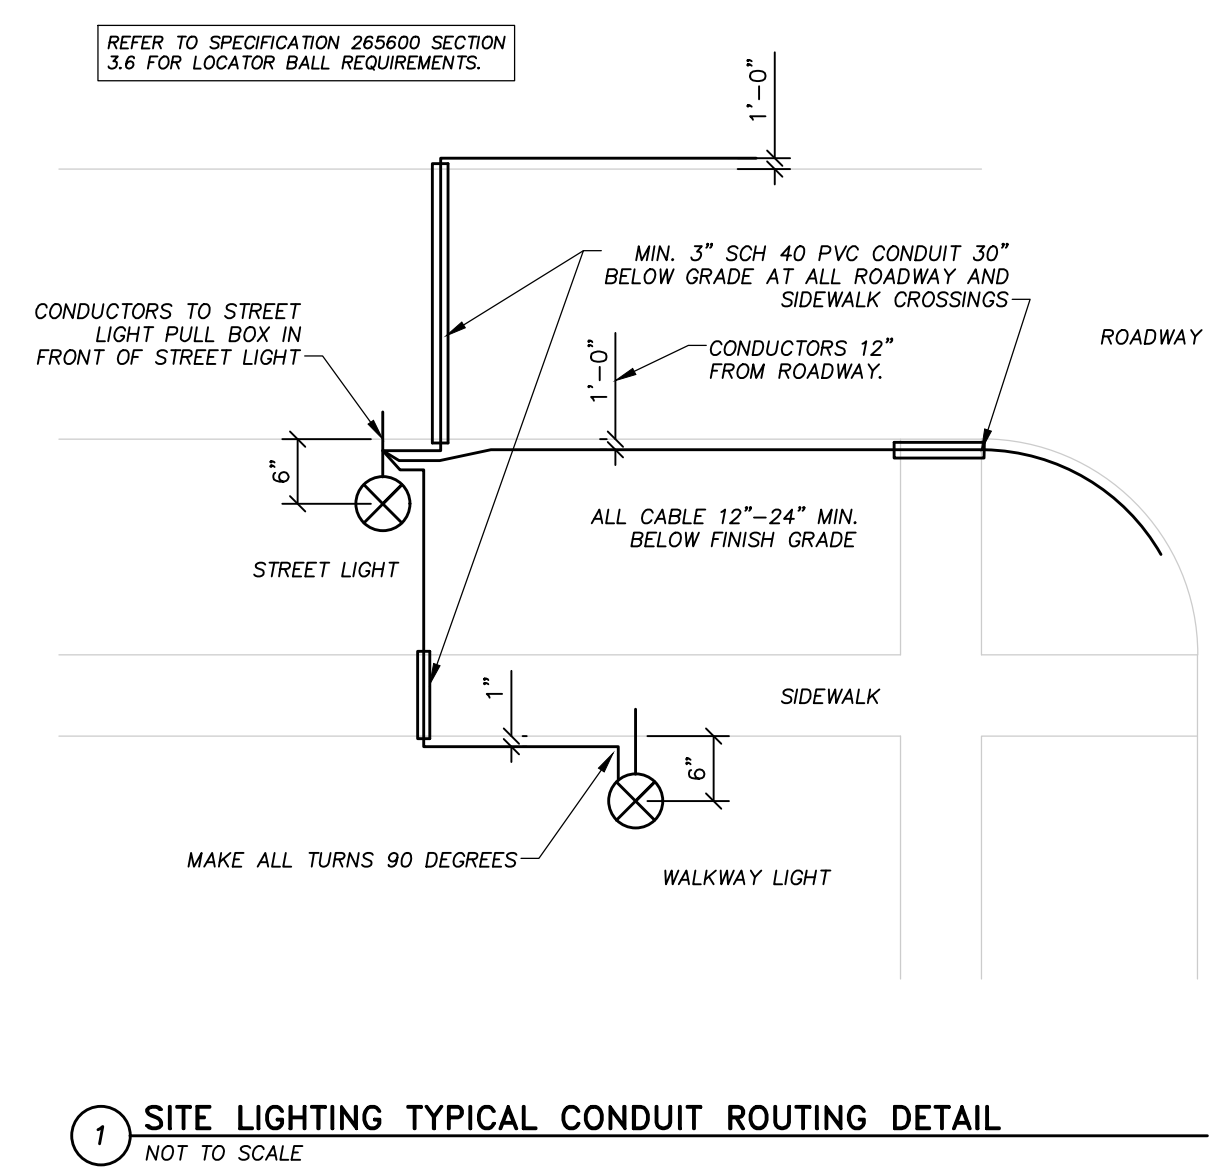 REFER TO SPECIFICATION 265600 SECTION
3.6 FOR LOCATOR BALL REQUIREMENTS.
1'-0"
MIN. 3" SCH 40 PVC CONDUIT 30"
BELOW GRADE AT ALL ROADWAY AND
SIDEWALK CROSSINGS
CONDUCTORS TO STREET
LIGHT PULL BOX IN
FRONT OF STREET LIGHT
ROADWAY
1'-0"
CONDUCTORS 12"
FROM ROADWAY.
6"
ALL CABLE 12"-24" MIN.
BELOW FINISH GRADE
STREET LIGHT
1"
SIDEWALK
6"
MAKE ALL TURNS 90 DEGREES
WALKWAY LIGHT
1
SITE LIGHTING TYPICAL CONDUIT ROUTING DETAIL
NOT TO SCALE